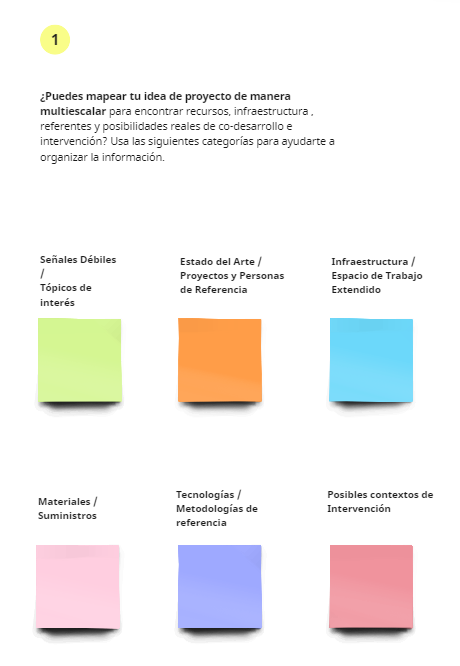 1
¿Puedes mapear tu idea de proyecto de manera
multiescalar para encontrar recursos, infraestructura ,
referentes y posibilidades reales de co-desarrollo e
intervención? Usa las siguientes categorías para ayudarte a
organizar la información.
Señales Débiles
/
Tópicos de
interés
Estado del Arte /
Proyectos y Personas
de Referencia
Infraestructura /
Espacio de Trabajo
Extendido
Materiales /
Suministros
Tecnologías /
Metodologías de
referencia
Posibles contextos de
Intervención